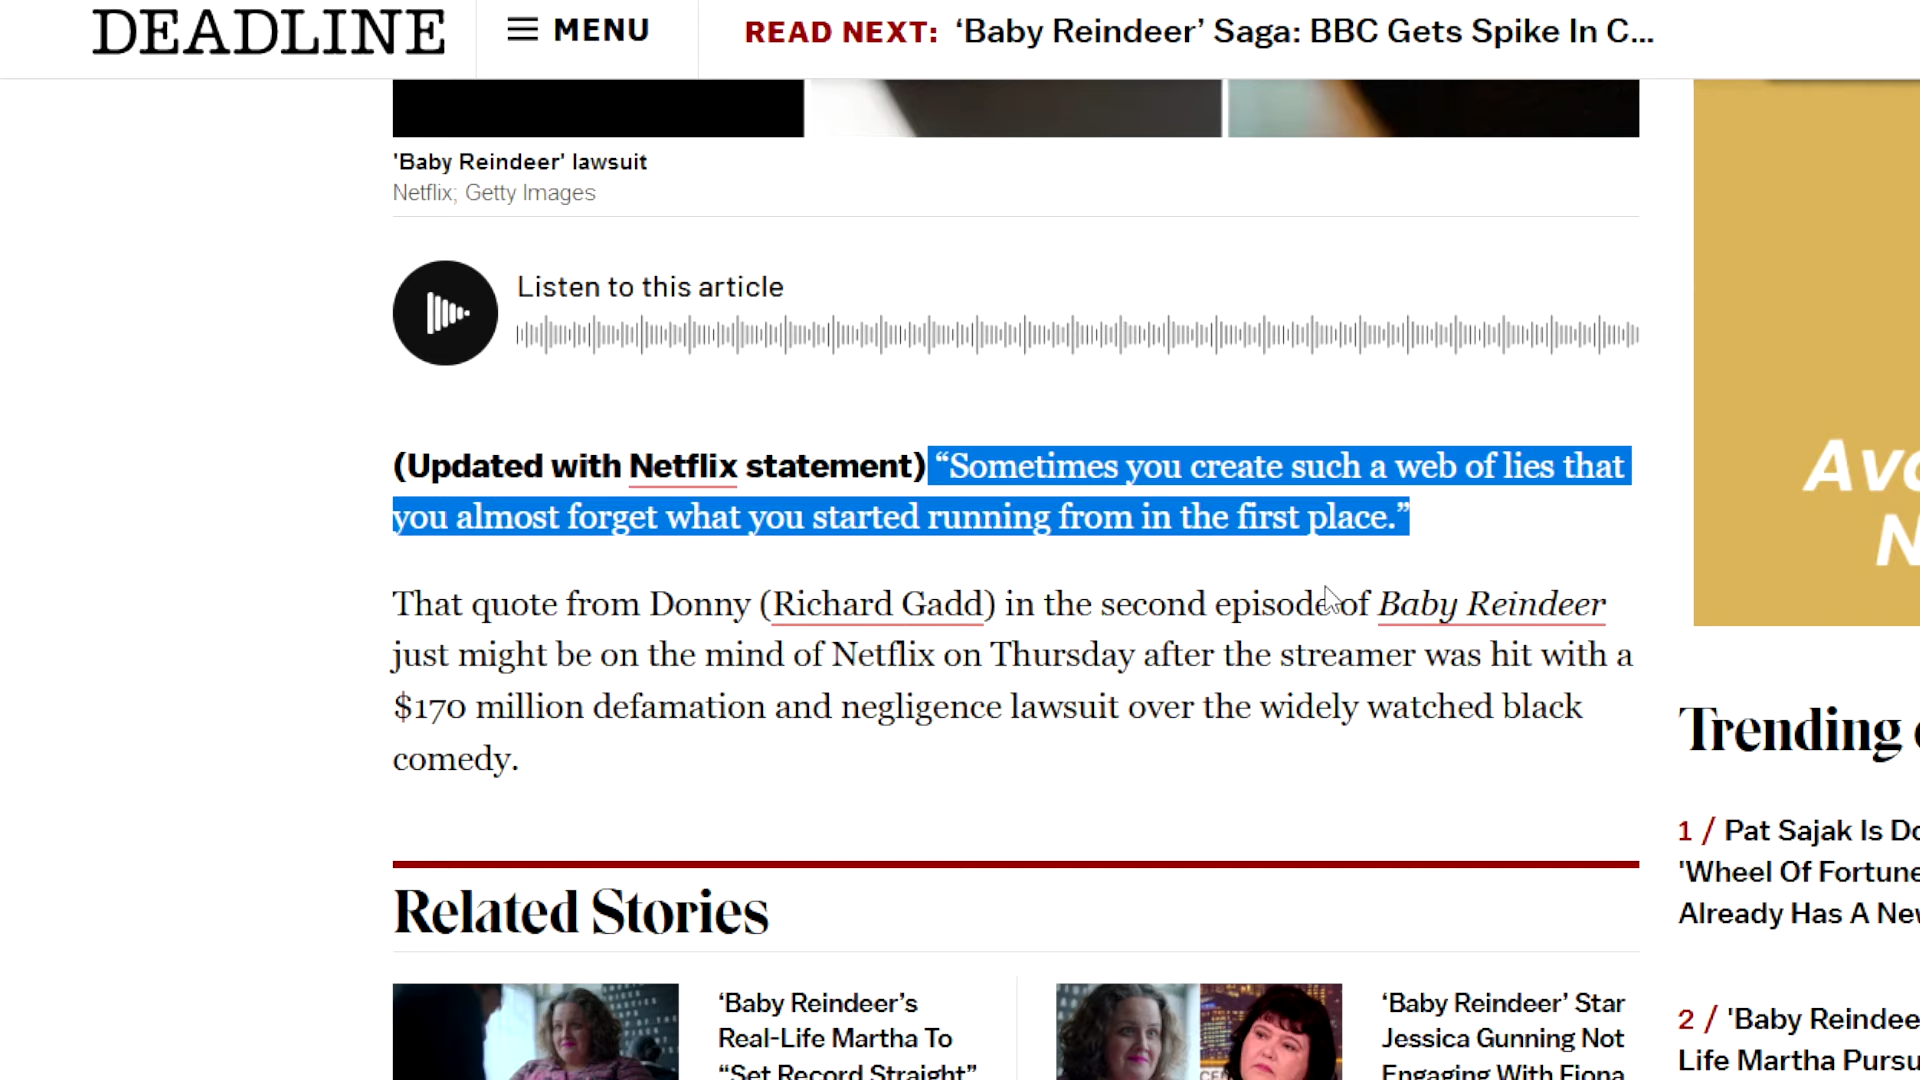 DEADLINE
MENU
READ NEXT: ‘Baby Reindeer’ Saga: BBC Gets Spike In C...
'Baby Reindeer' lawsuit
Netflix; Getty Images
Listen to this article
(Updated with Netflix statement) “Sometimes you create such a web of lies that
you almost forget what you started running from in the first place.”
That quote from Donny (Richard Gadd) in the second episode of Baby Reindeer
just might be on the mind of Netflix on Thursday after the streamer was hit with a
$170 million defamation and negligence lawsuit over the widely watched black
comedy.
Related Stories
‘Baby Reindeer’s
Real-Life Martha To
“Set Record Straight”
‘Baby Reindeer’ Star
Jessica Gunning Not
Engaging With Fiona
Trending
1 / Pat Sajak Is
'Wheel Of Fortune
Already Has A
2 / 'Baby
Life Martha